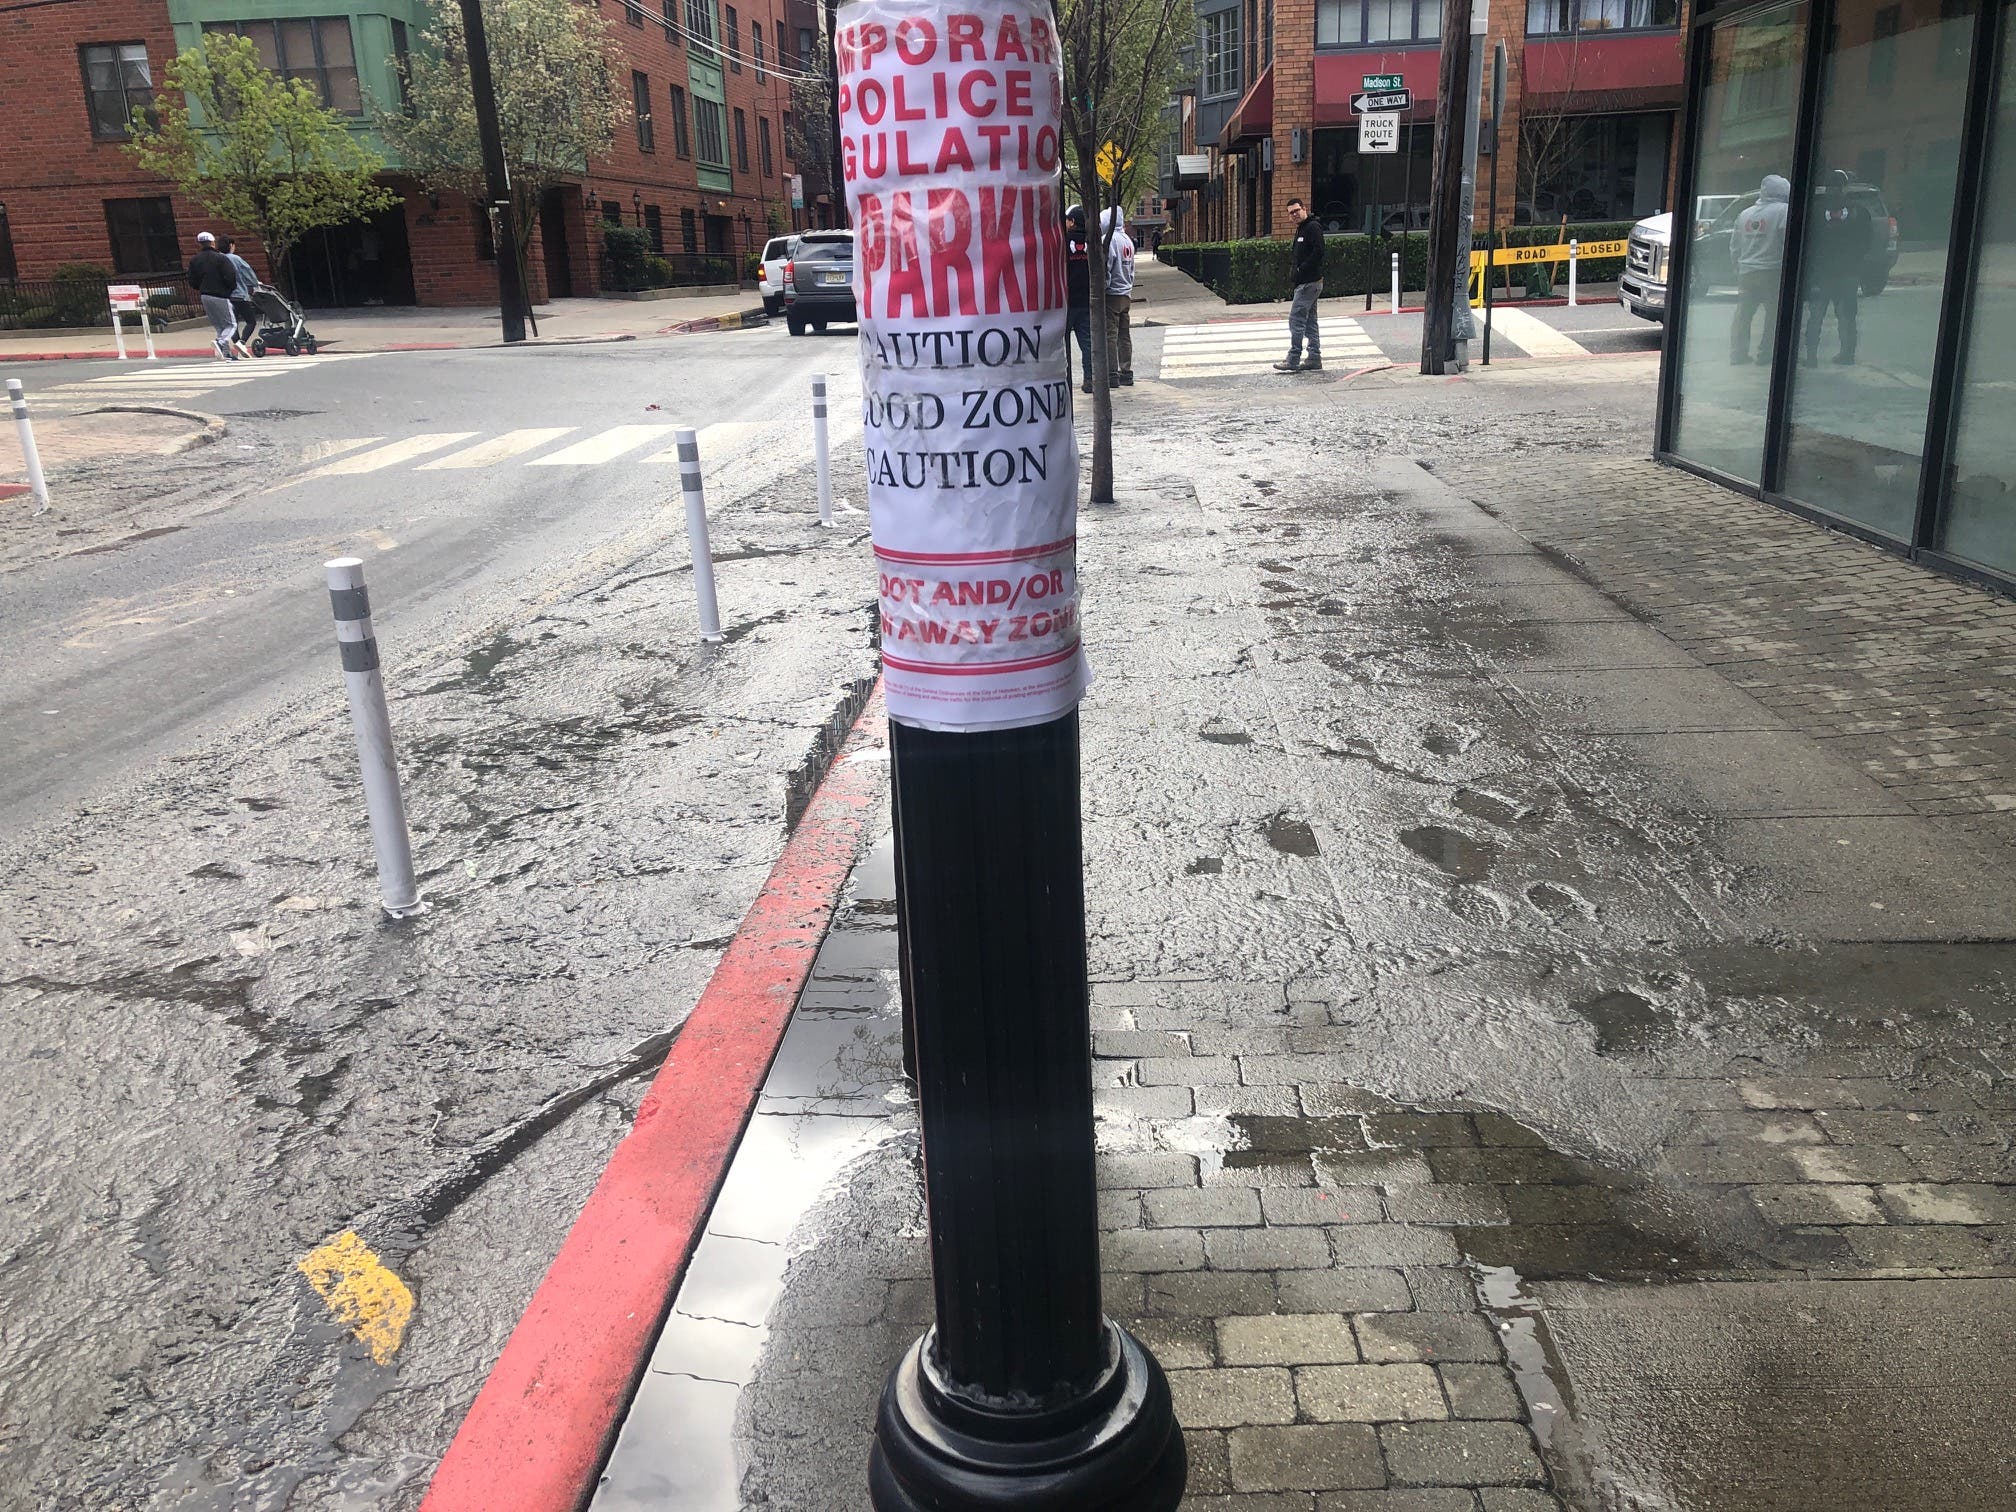 MPORAR
POLICE
GULATIO
PARKIN
CAUTION
LOOD ZONE
CAUTION
OOT AND/OR
W AWAY ZONE
Madison St
ONE WAY
TRUCK
ROUTE
ROAD CLOSED